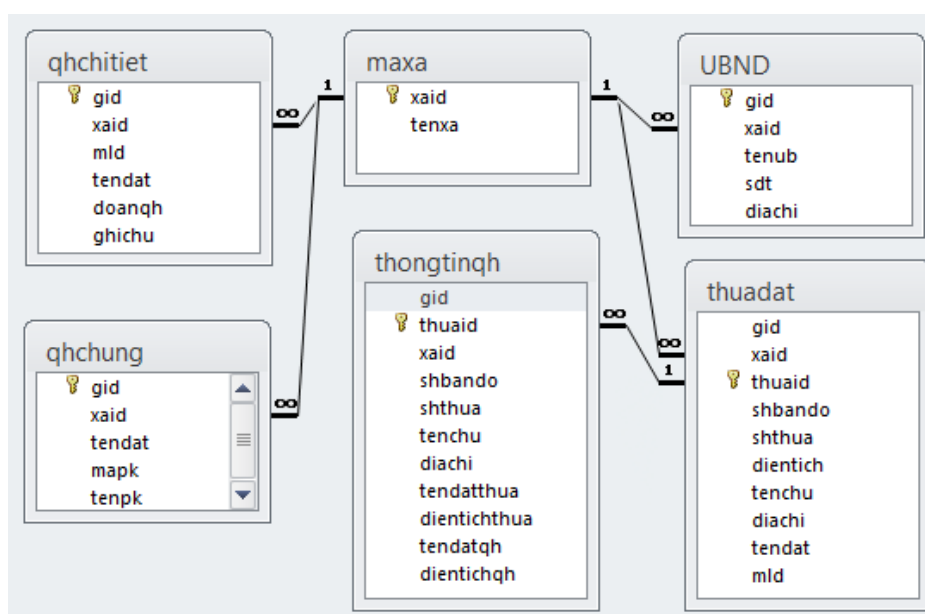 qhchitiet
gid
xaid
mld
tendat
doanqh
ghichu
maxa
xaid
tenxa
UBND
gid
xaid
tenub
sdt
diachi
qhchung
gid
xaid
tendat
mapk
tenpk
thongtinqh
gid
thuaid
xaid
shbando
shthua
tenchu
diachi
tendatthua
dientichthua
tendatqh
dientichqh
thuadat
gid
xaid
thuaid
shbando
shthua
dientich
tenchu
diachi
tendat
mld
1
∞
∞
1
∞
∞
∞
1